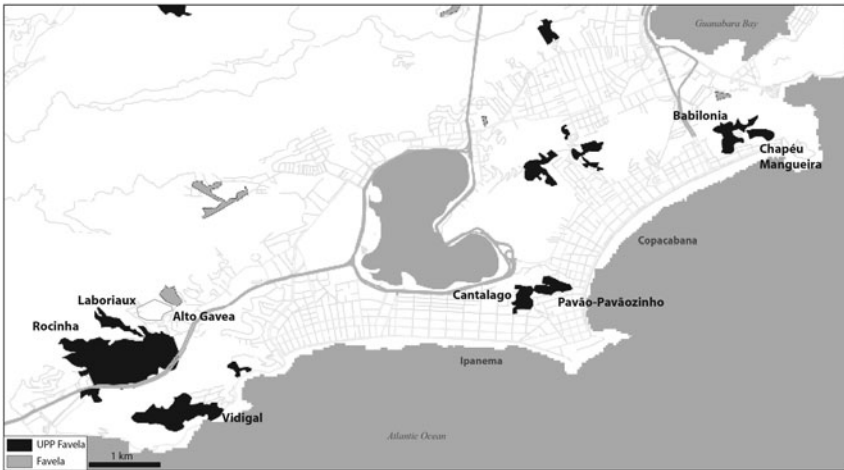 Guanabara Bay
Babilonia
Chapéu
Mangueira
Copacabana
Cantalago
Pavão-Pavãozinho
Laboriaux
Alto Gavea
Rocinha
Ipanema
Vidigal
Atlantic Ocean
UPP Favela
Favela
1 km